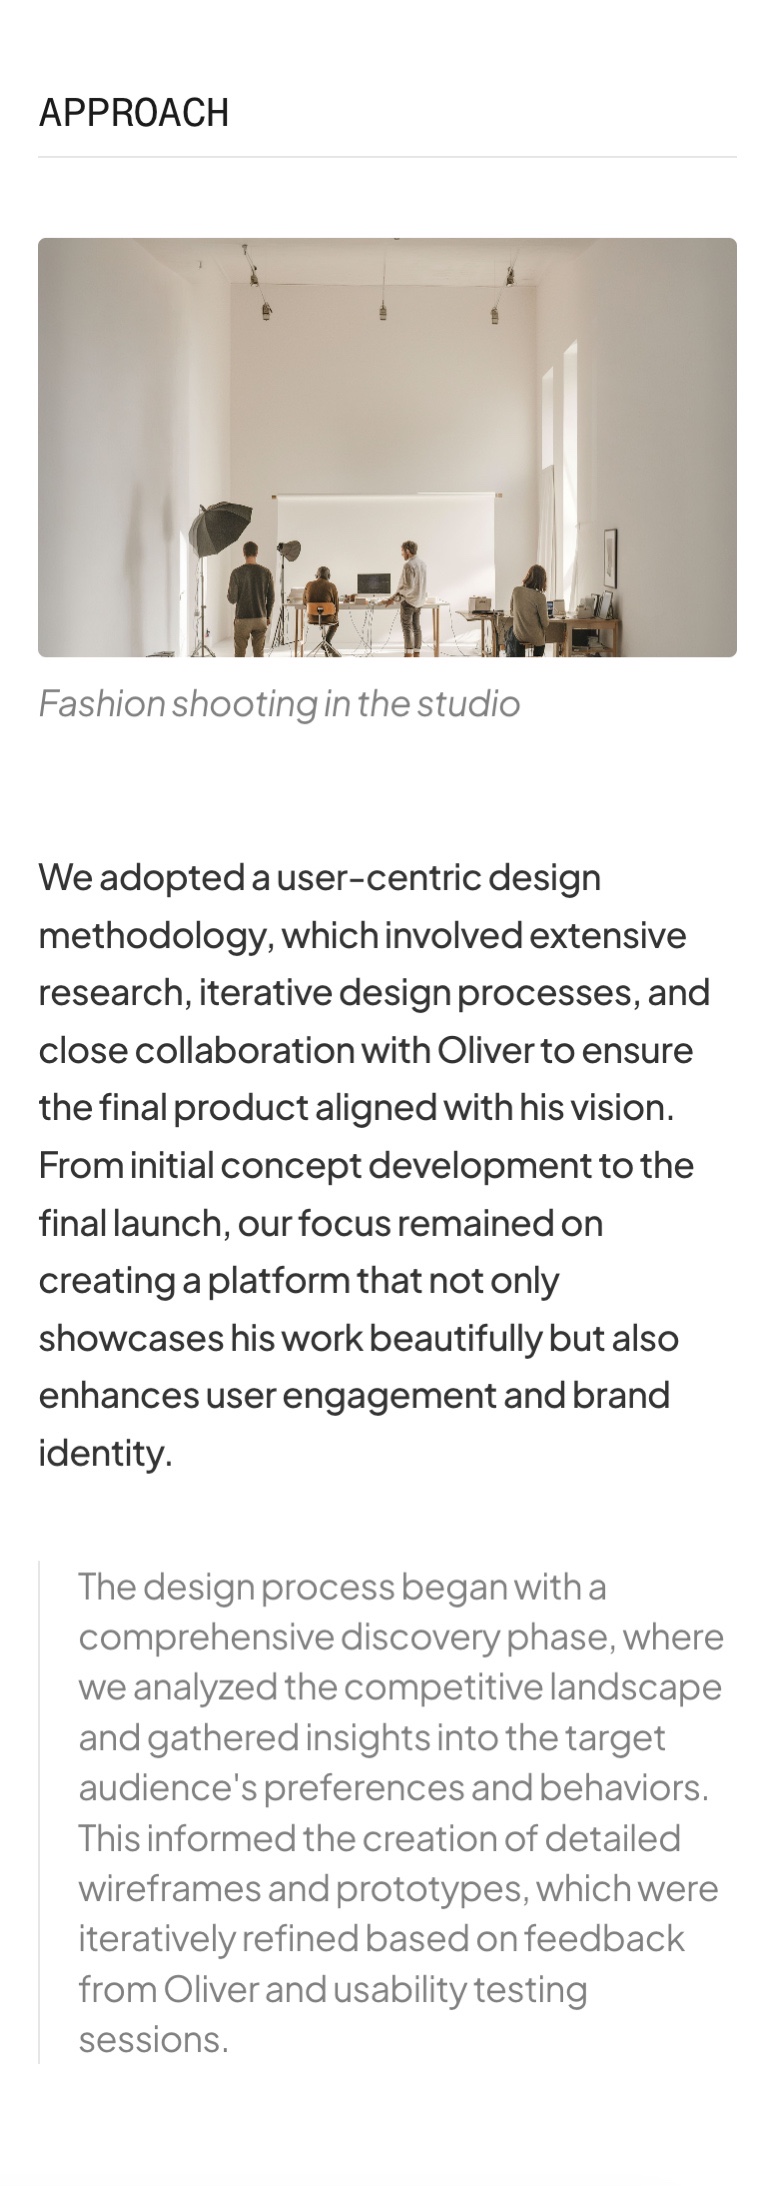 APPROACH
Fashion shooting in the studio
We adopted a user-centric design
methodology, which involved extensive
research, iterative design processes, and
close collaboration with Oliver to ensure
the final product aligned with his vision.
From initial concept development to the
final launch, our focus remained on
creating a platform that not only
showcases his work beautifully but also
enhances user engagement and brand
identity.
The design process began with a
comprehensive discovery phase, where
we analyzed the competitive landscape
and gathered insights into the target
audience's preferences and behaviors.
This informed the creation of detailed
wireframes and prototypes, which were
iteratively refined based on feedback
from Oliver and usability testing
sessions.